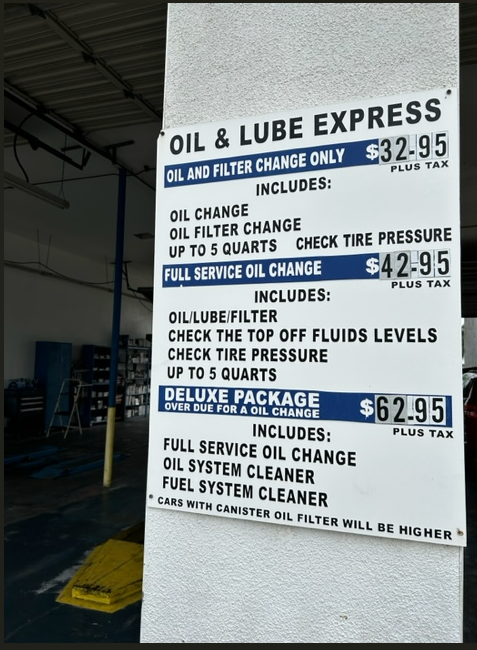 OIL & LUBE EXPRESS
OIL AND FILTER CHANGE ONLY $32-95
PLUS TAX
INCLUDES:
OIL CHANGE
OIL FILTER CHANGE
UP TO 5 QUARTS CHECK TIRE PRESSURE
FULL SERVICE OIL CHANGE $42-95
PLUS TAX
INCLUDES:
OIL/LUBE/FILTER
CHECK THE TOP OFF FLUIDS LEVELS
CHECK TIRE PRESSURE
UP TO 5 QUARTS
DELUXE PACKAGE $62-95
OVER DUE FOR A OIL CHANGE
PLUS TAX
INCLUDES:
FULL SERVICE OIL CHANGE
OIL SYSTEM CLEANER
FUEL SYSTEM CLEANER
CARS WITH CANISTER OIL FILTER WILL BE HIGHER